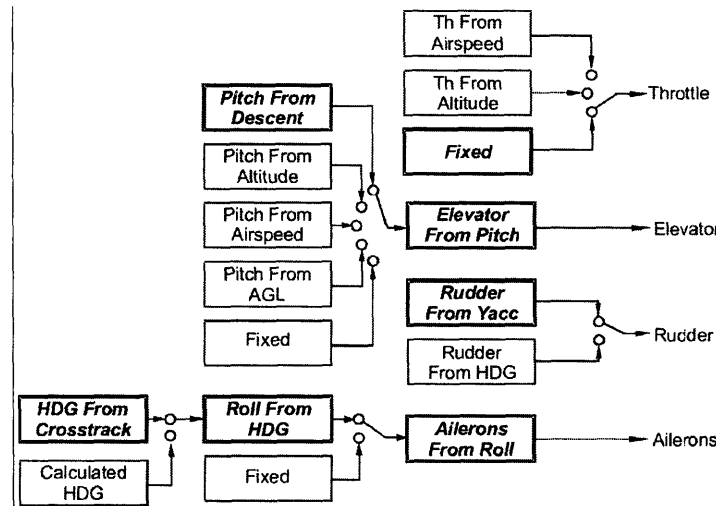 Th From
Airspeed
Th From
Altitude
Throttle
Fixed
Pitch From
Descent
Pitch From
Altitude
Pitch From
Airspeed
Pitch From
AGL
Fixed
Elevator
From Pitch
Elevator
Rudder
From Yacc
Rudder
From HDG
Rudder
HDG From
Crosstrack
Calculated
HDG
Roll From
HDG
Fixed
Ailerons
From Roll
Ailerons